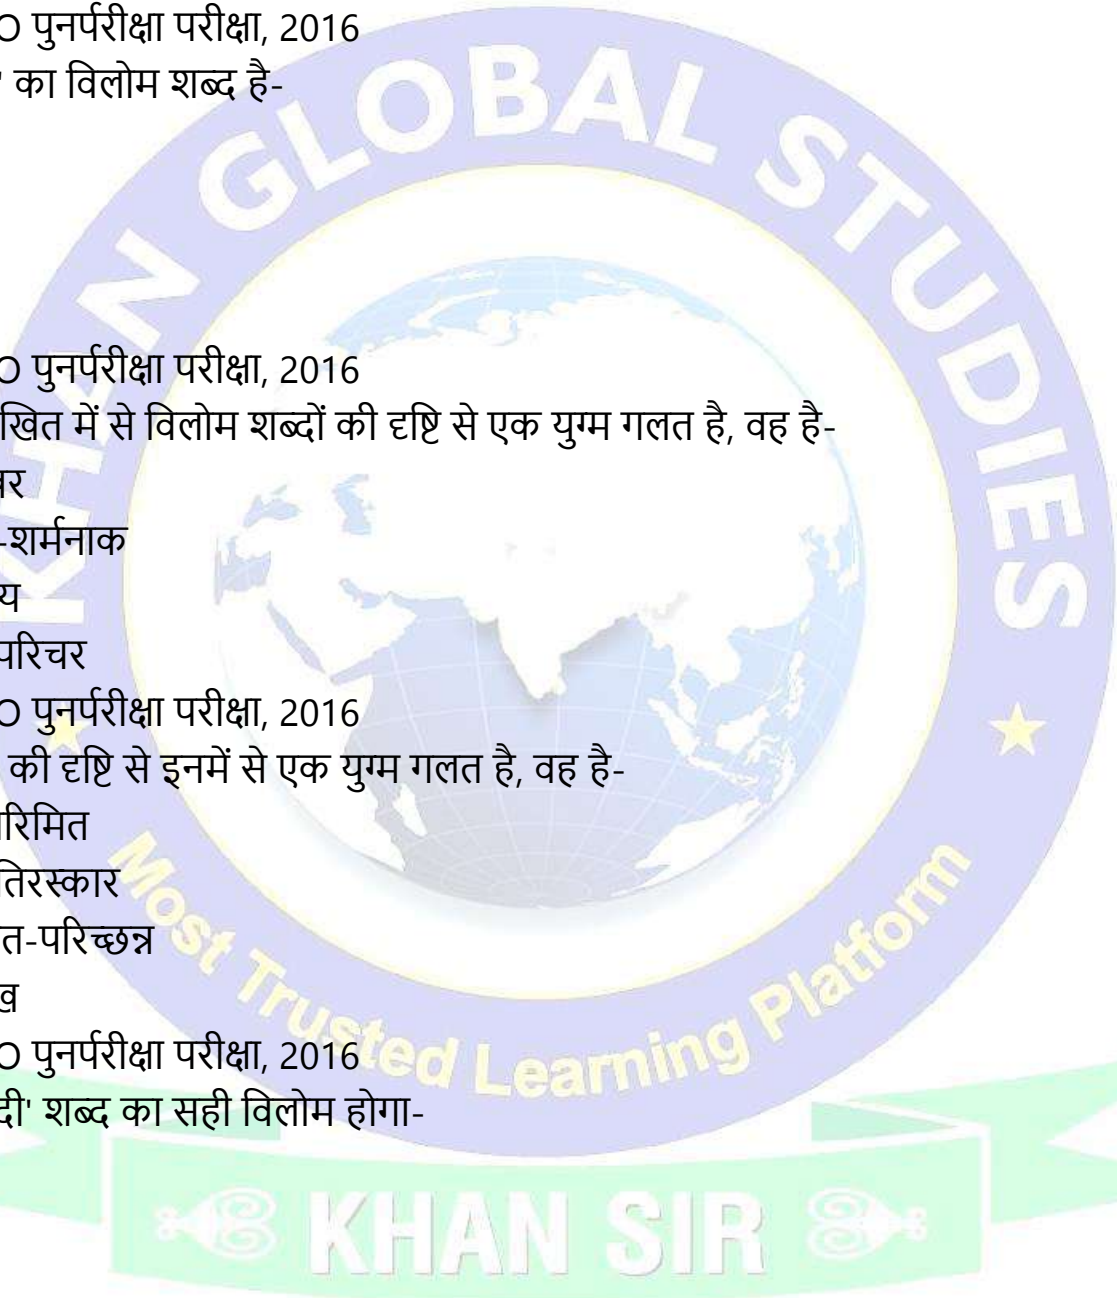 O पुनर्परीक्षा परीक्षा, 2016
' का विलोम शब्द है-
O पुनर्परीक्षा परीक्षा, 2016
खित में से विलोम शब्दों की दृष्टि से एक युग्म गलत है, वह है-
-शर्मनाक
य
परिचर
O पुनर्परीक्षा परीक्षा, 2016
की दृष्टि से इनमें से एक युग्म गलत है, वह है-
रिमित
तिरस्कार
त-परिच्छन्न
ख
O पुनर्परीक्षा परीक्षा, 2016
दी' शब्द का सही विलोम होगा-
KHAN GLOBAL STUDIES
Most Trusted Learning Platform
KHAN SIR